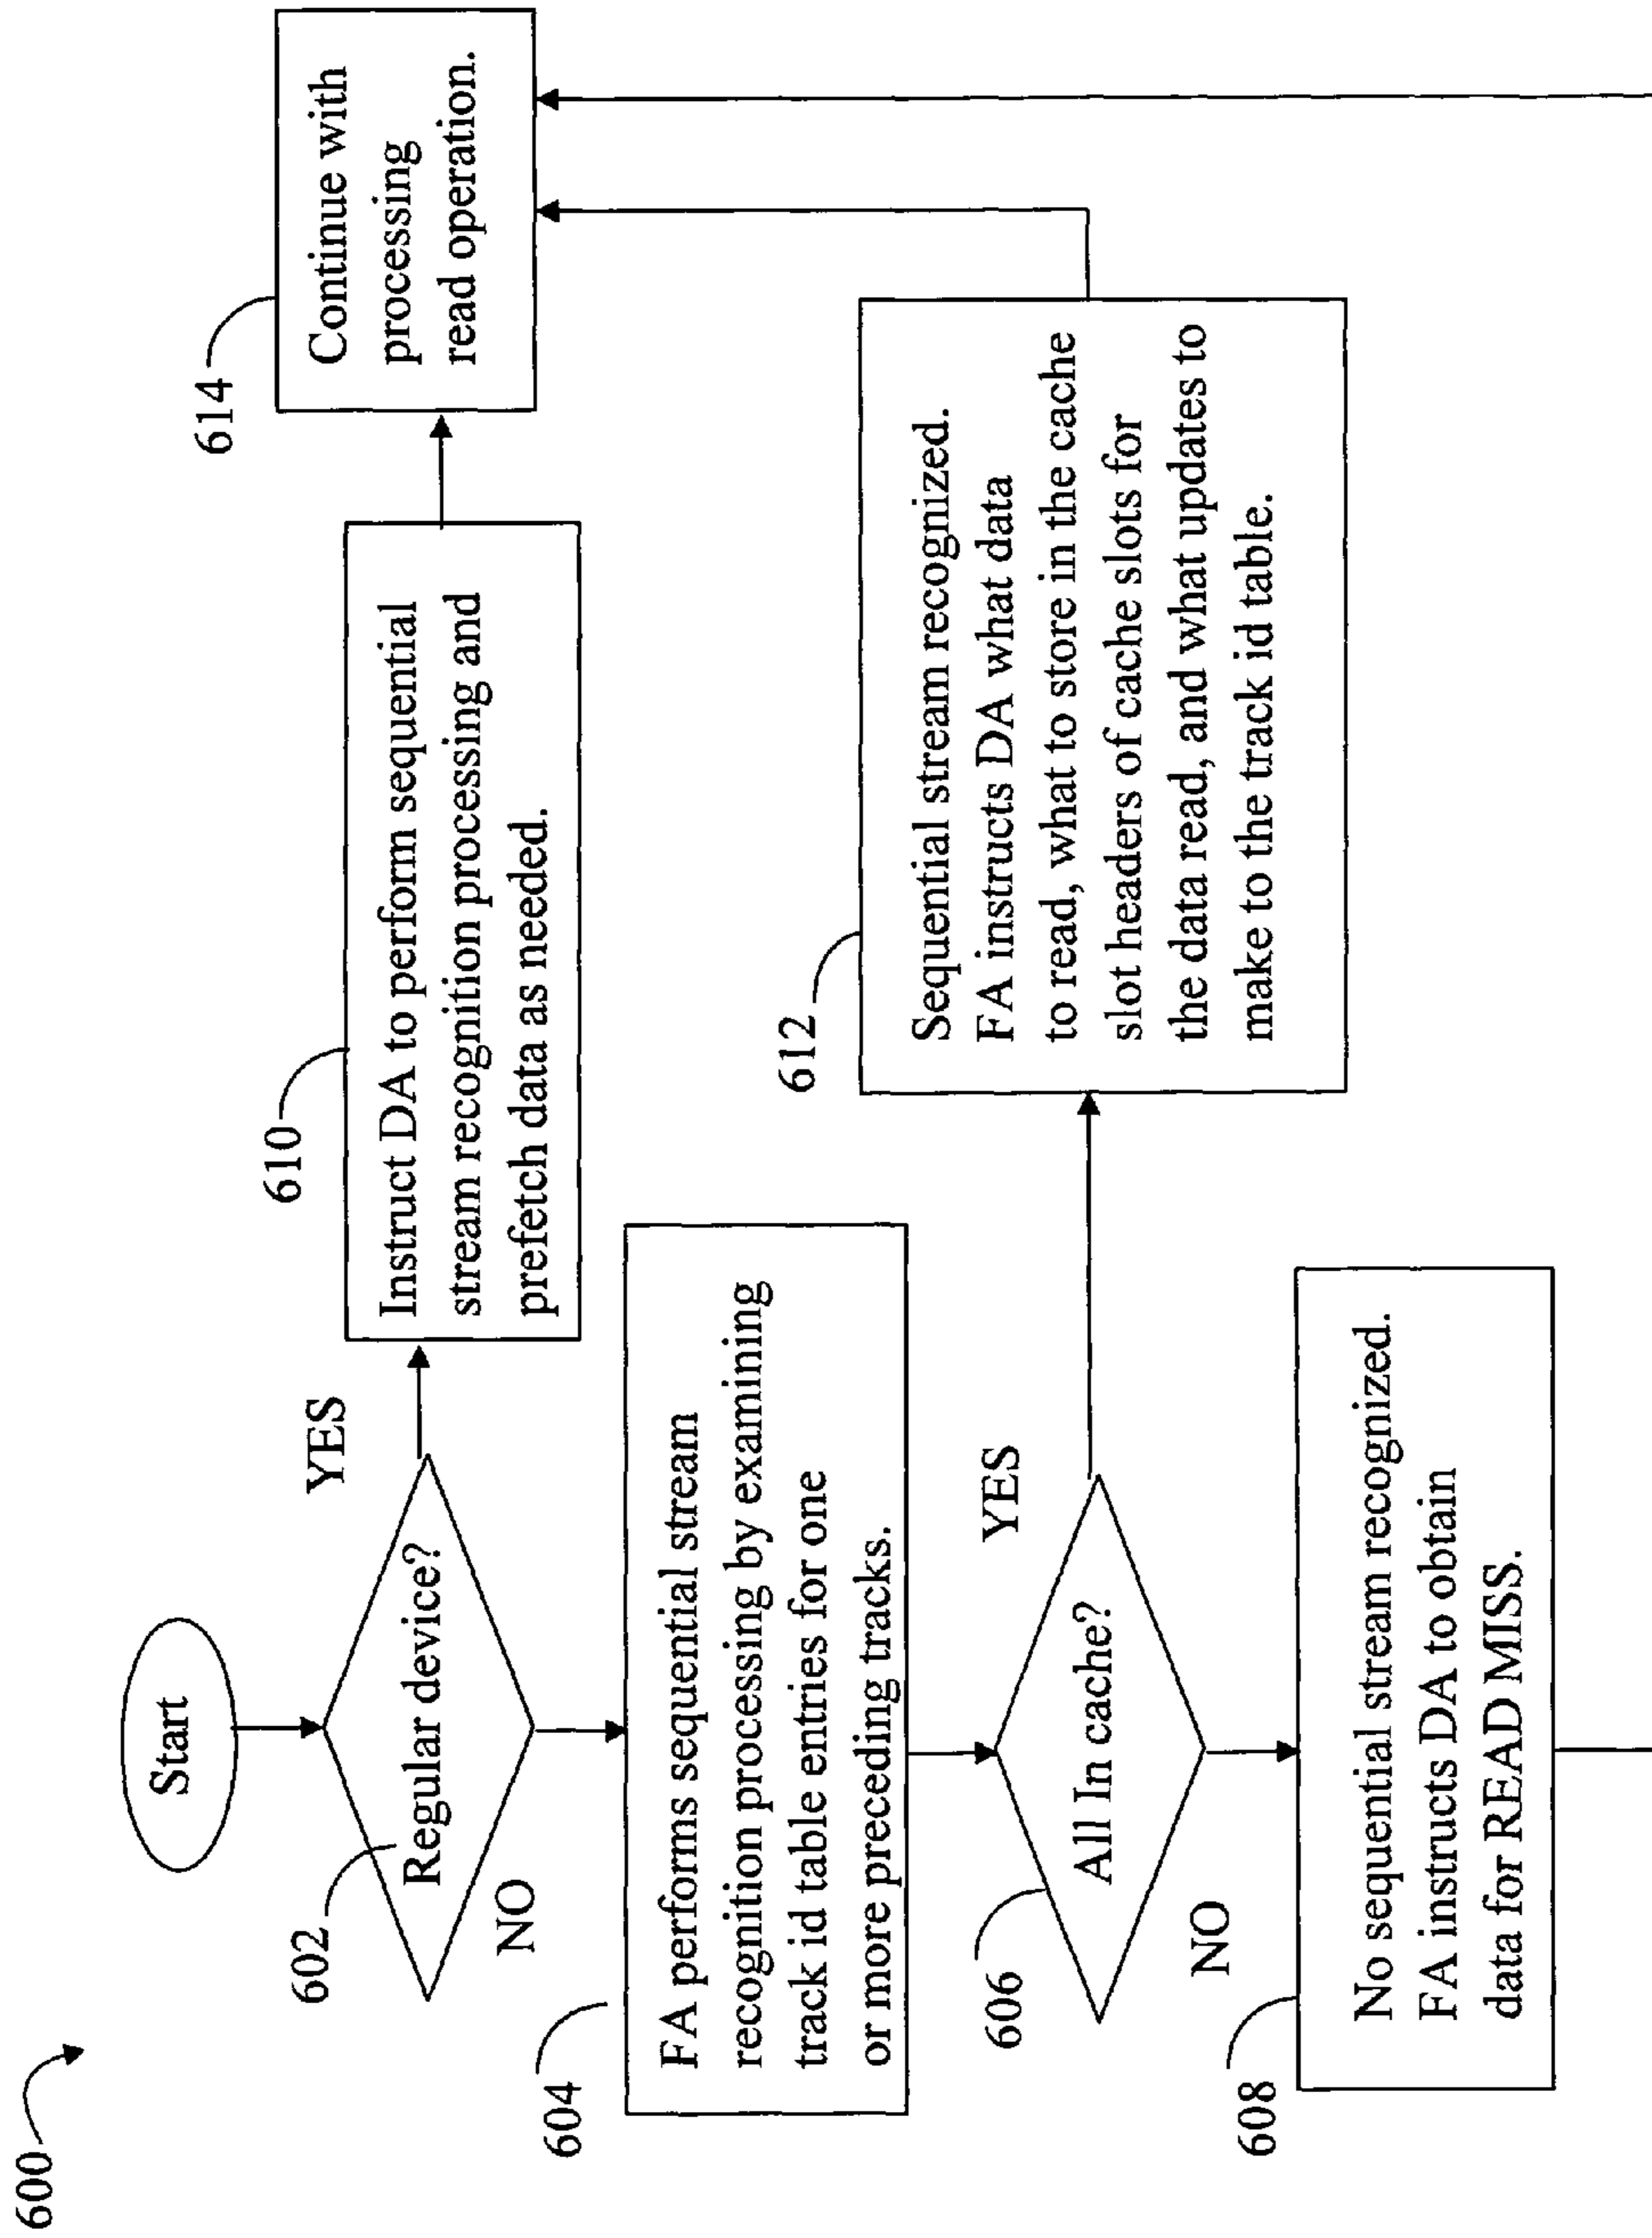 600
Start
602
Regular device?
YES
NO
610
Instruct DA to perform sequential
stream recognition processing and
prefetch data as needed.
614
Continue with
processing
read operation.
604
FA performs sequential stream
recognition processing by examining
track id table entries for one
or more preceding tracks.
606
All In cache?
YES
NO
612
Sequential stream recognized.
FA instructs DA what data
to read, what to store in the cache
slot headers of cache slots for
the data read, and what updates to
make to the track id table.
608
No sequential stream recognized.
FA instructs DA to obtain
data for READ MISS.